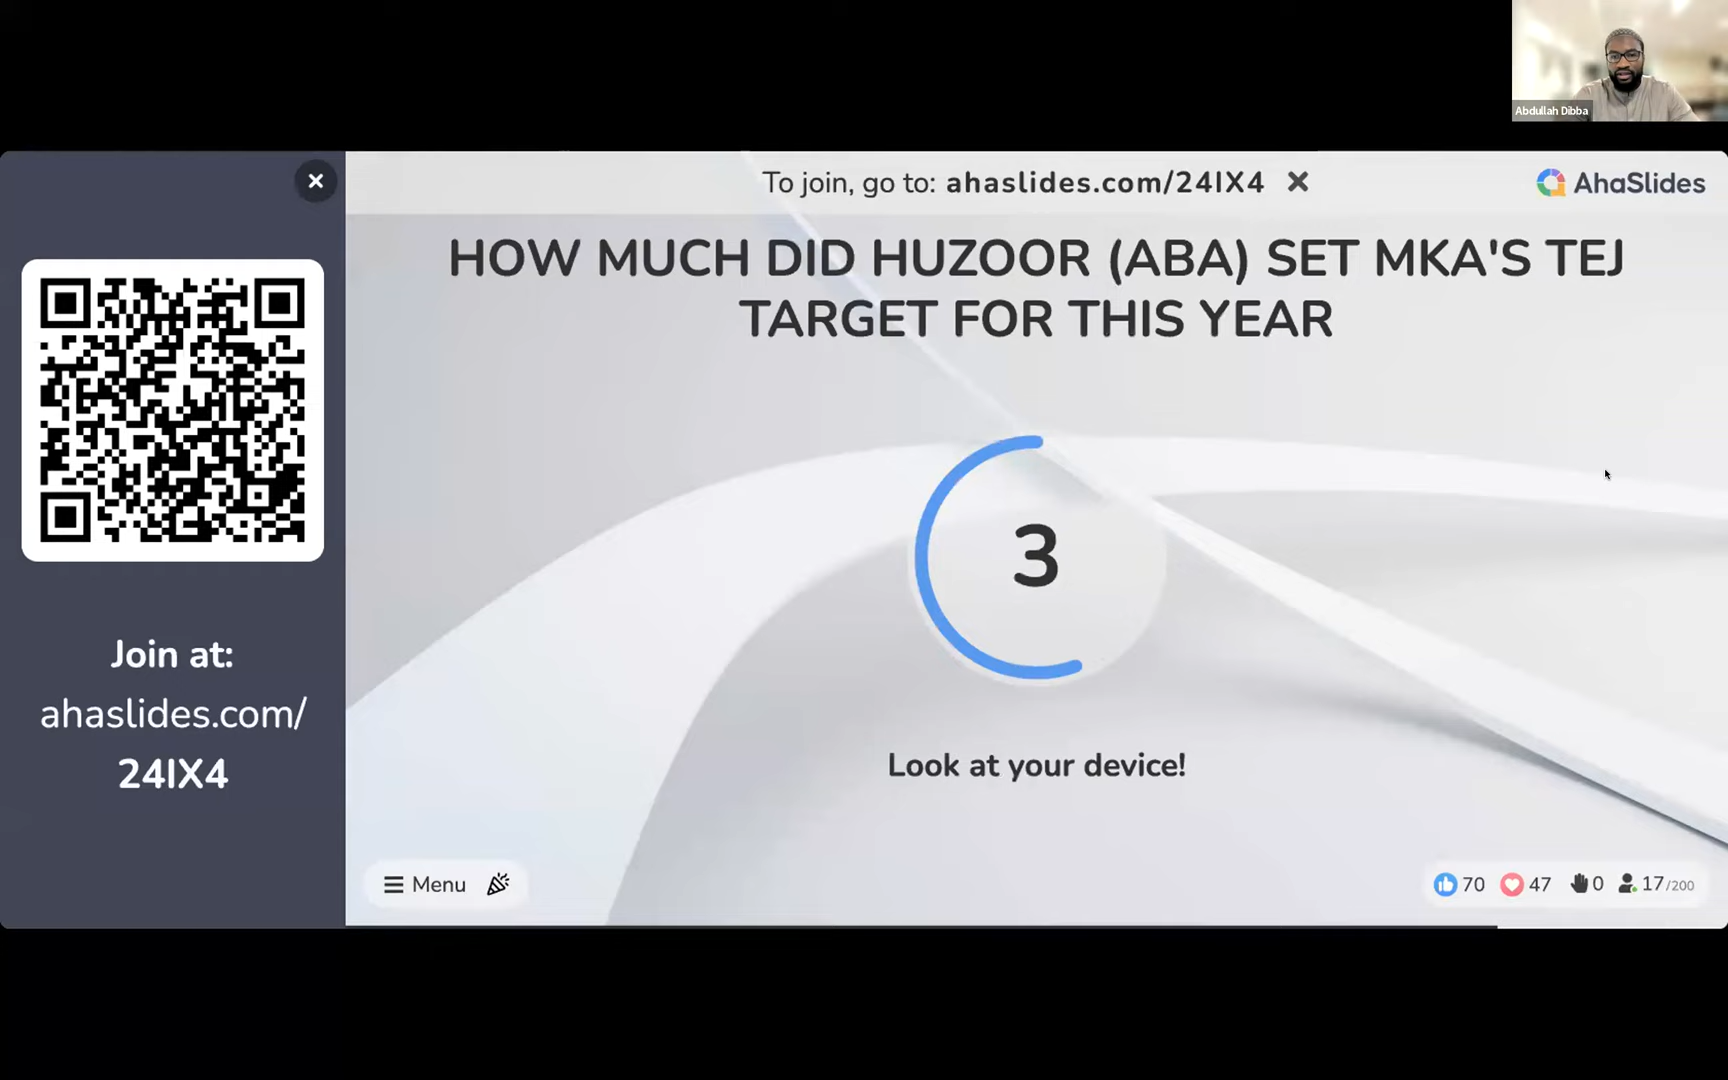 Abdullah Dibba
To join, go to: ahaslides.com/24IX4
AhaSlides
HOW MUCH DID HUZOOR (ABA) SET MKA'S TEJ
TARGET FOR THIS YEAR
3
Look at your device!
Join at:
ahaslides.com/
24IX4
Menu
70 47 0 17/200